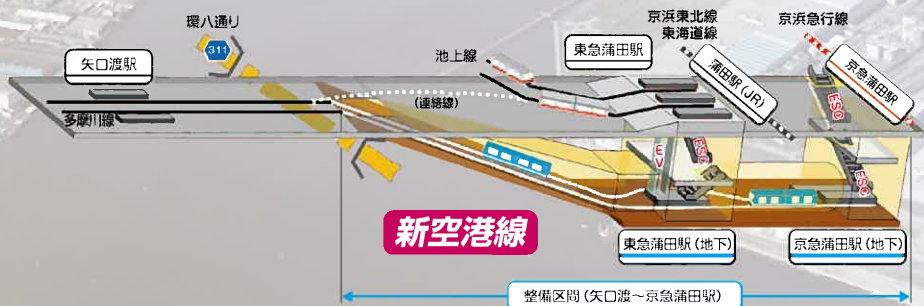 環八通り
311
矢口渡駅
池上線
東急蒲田駅
京浜東北線
東海道線
京浜急行線
蒲田駅(JR)
京急蒲田駅
(連絡線)
多摩川線
EV
ESC
ESC
ESC
新空港線
東急蒲田駅(地下)
京急蒲田駅(地下)
整備区間(矢口渡～京急蒲田駅)